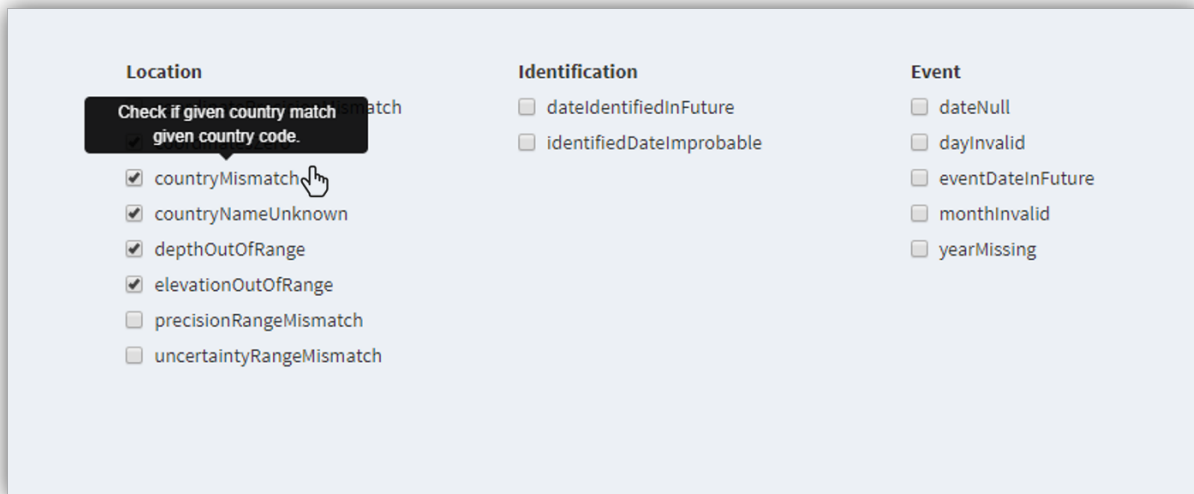 Location
Check if given country match
given country code.
countryMismatch
countryNameUnknown
depthOutOfRange
elevationOutOfRange
precisionRangeMismatch
uncertaintyRangeMismatch
Identification
dateIdentifiedInFuture
identifiedDateImprobable
Event
dateNull
dayInvalid
eventDateInFuture
monthInvalid
yearMissing